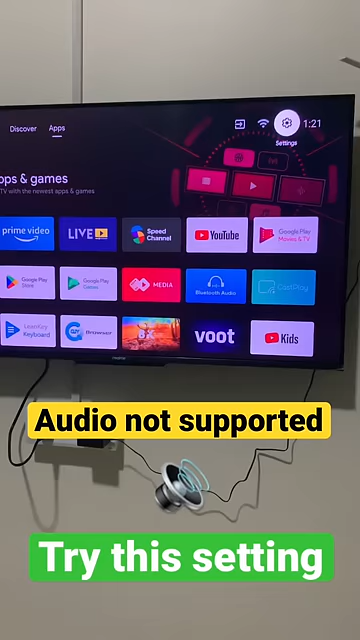 Discover Apps
1:21
Settings
pps & games
TV with the newest apps & games
prime video
LIVE
Speed
Channel
YouTube
Google Play
Movies & TV
Google Play
Store
Google Play
Games
MEDIA
Bluetooth Audio
LeanKey
Keyboard
Browser
voot
Kids
Audio not supported
Try this setting